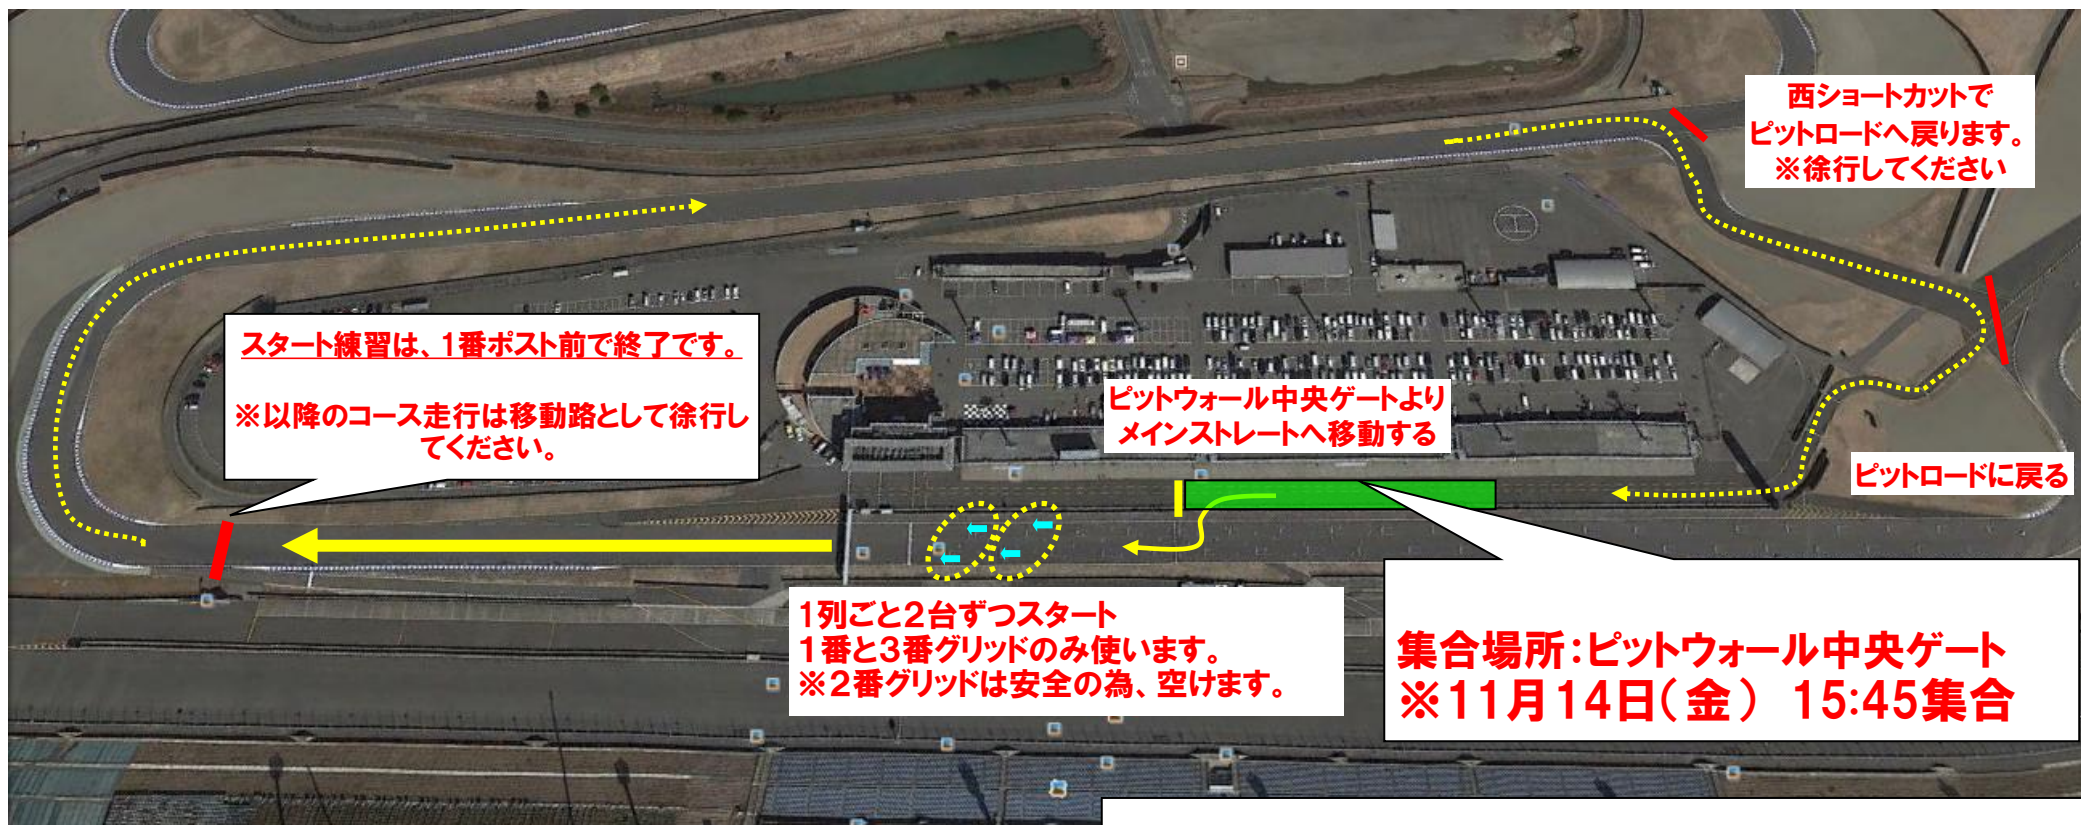 西ショートカットで
ピットロードへ戻ります。
※徐行してください
スタート練習は、1番ポスト前で終了です。
※以降のコース走行は移動路として徐行し
てください。
ピットウォール中央ゲートより
メインストレートへ移動する
ピットロードに戻る
1列ごと2台ずつスタート
1番と3番グリッドのみ使います。
※2番グリッドは安全の為、空けます。
集合場所：ピットウォール中央ゲート
※11月14日（金） 15:45集合